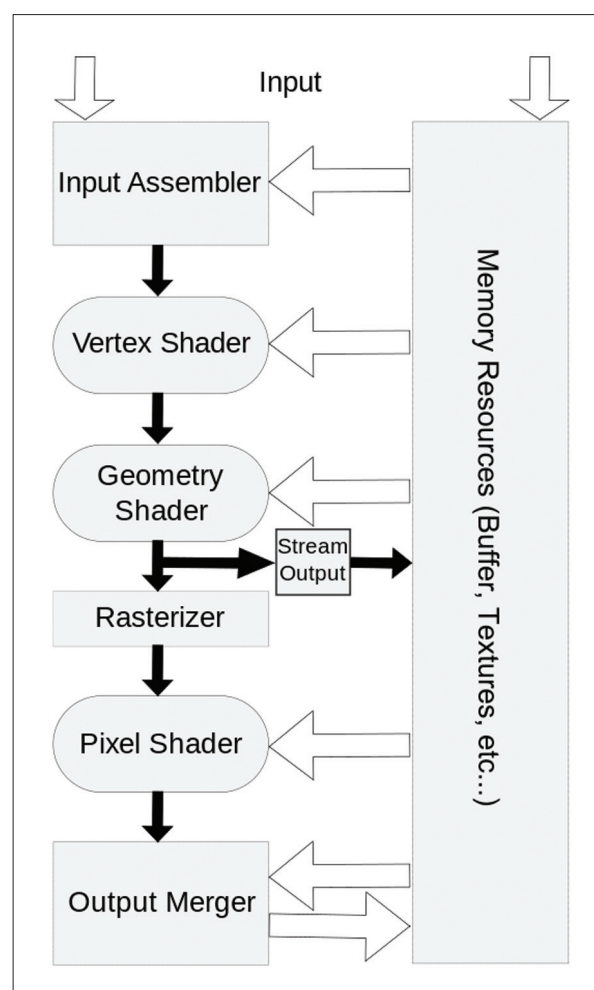 Input
Input Assembler
Vertex Shader
Geometry
Shader
Stream
Output
Rasterizer
Pixel Shader
Output Merger
Memory Resources (Buffer, Textures, etc...)